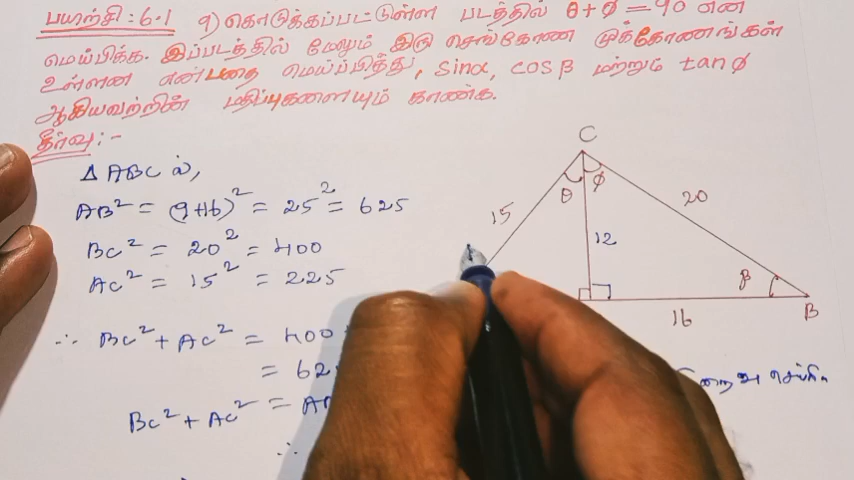 பயிற்சி : 6.1 9) கொடுக்கப்பட்டுள்ள படத்தில் θ + φ = 90 என
மெய்பிக்க. இப்படத்தில் மேலும் இரு செங்கோண முக்கோணங்கள்
உள்ளன என்பதை மெய்ப்பித்து, sinα, cosβ மற்றும் tanφ
ஆகியவற்றின் மதிப்புகளையும் காண்க.
தீர்வு : -
Δ ABC ல்,
AB² = (9+16)² = 25² = 625
BC² = 20² = 400
AC² = 15² = 225
∴ BC² + AC² = 400
= 62
BC² + AC² = A
∴
C
θ φ
15 20
12
β
16 B